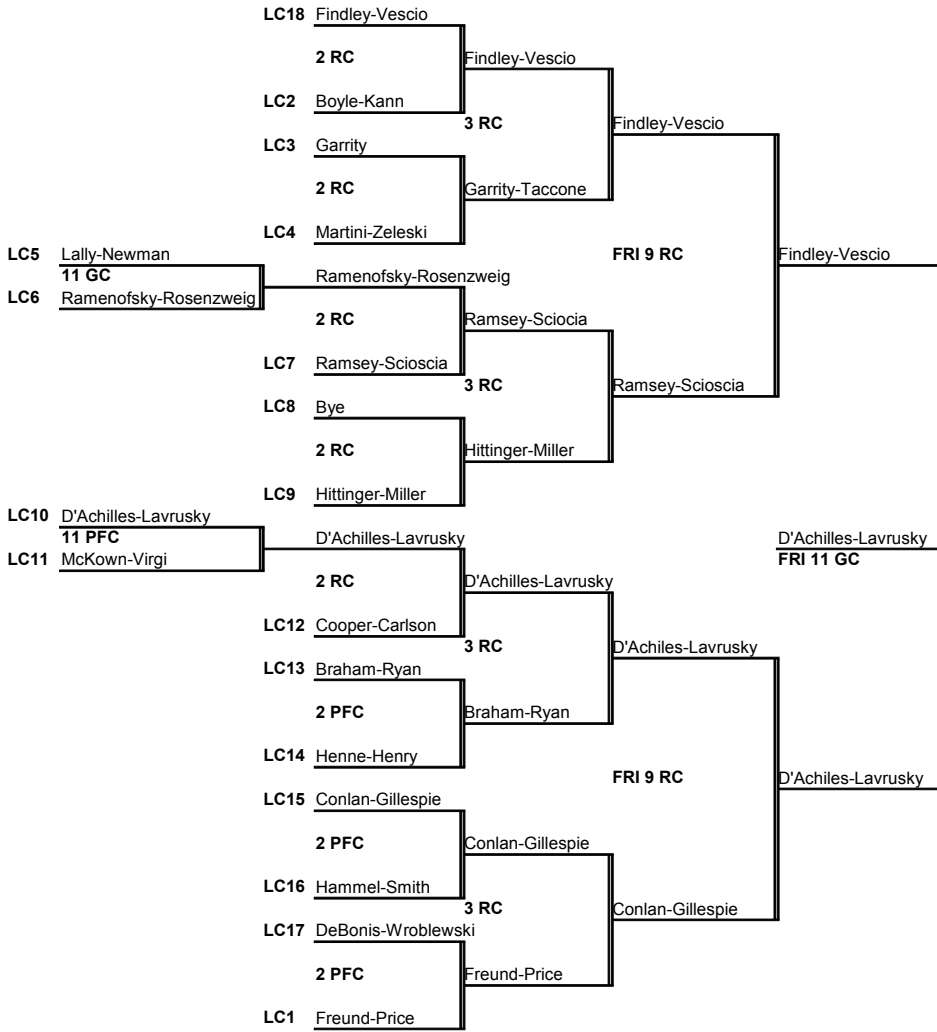 LC18 Findley-Vescio
2 RC Findley-Vescio
LC2 Boyle-Kann
3 RC Findley-Vescio
LC3 Garrity
2 RC Garrity-Taccone
LC4 Martini-Zeleski
LC5 Lally-Newman FRI 9 RC Findley-Vescio
11 GC Ramenofsky-Rosenzweig
LC6 Ramenofsky-Rosenzweig
2 RC Ramsey-Sciocia
LC7 Ramsey-Scioscia
3 RC Ramsey-Scioscia
LC8 Bye
2 RC Hittinger-Miller
LC9 Hittinger-Miller
LC10 D'Achilles-Lavrusky
11 PFC D'Achilles-Lavrusky D'Achilles-Lavrusky
LC11 McKown-Virgi FRI 11 GC
2 RC D'Achilles-Lavrusky
LC12 Cooper-Carlson
3 RC D'Achiles-Lavrusky
LC13 Braham-Ryan
2 PFC Braham-Ryan
LC14 Henne-Henry
FRI 9 RC D'Achiles-Lavrusky
LC15 Conlan-Gillespie
2 PFC Conlan-Gillespie
LC16 Hammel-Smith
3 RC Conlan-Gillespie
LC17 DeBonis-Wroblewski
2 PFC Freund-Price
LC1 Freund-Price